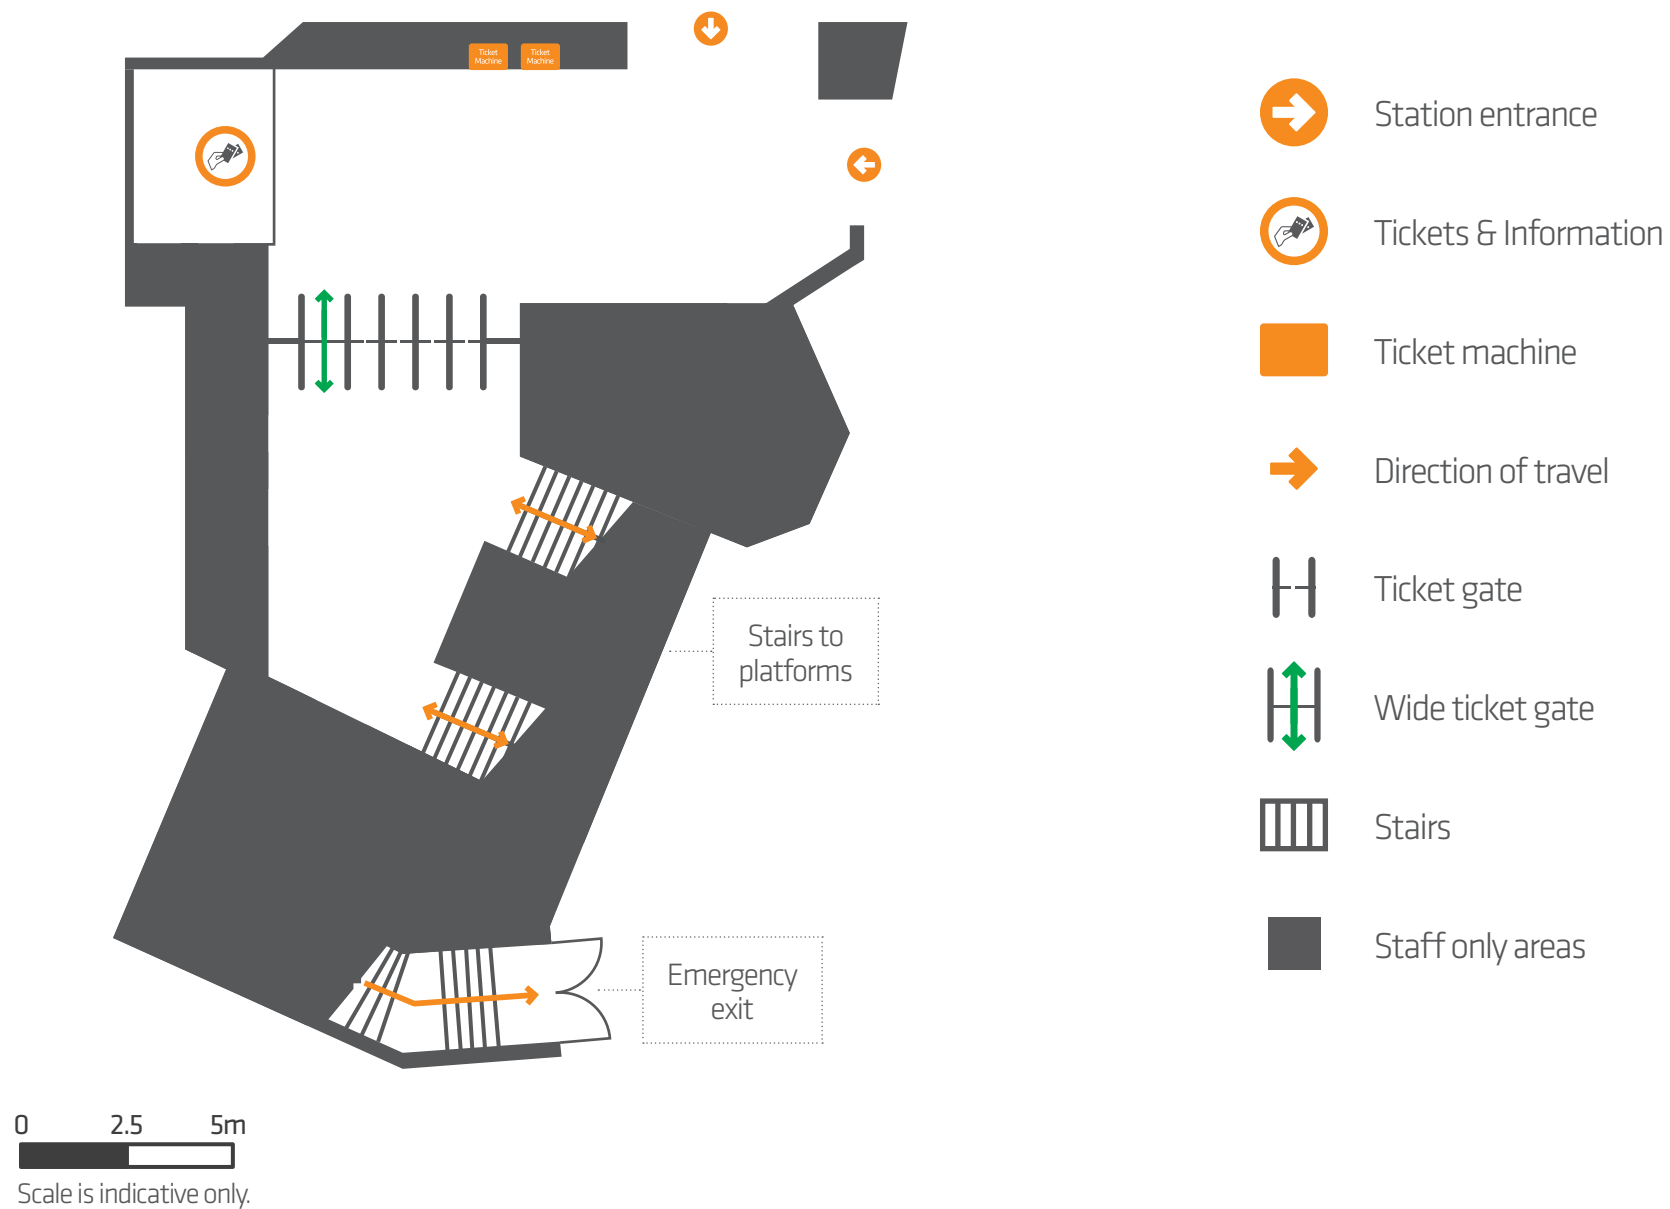 Ticket
Machine
Ticket
Machine
Station entrance
Tickets & Information
Ticket machine
Direction of travel
Ticket gate
Wide ticket gate
Stairs
Staff only areas
Stairs to
platforms
Emergency
exit
0 2.5 5m
Scale is indicative only.